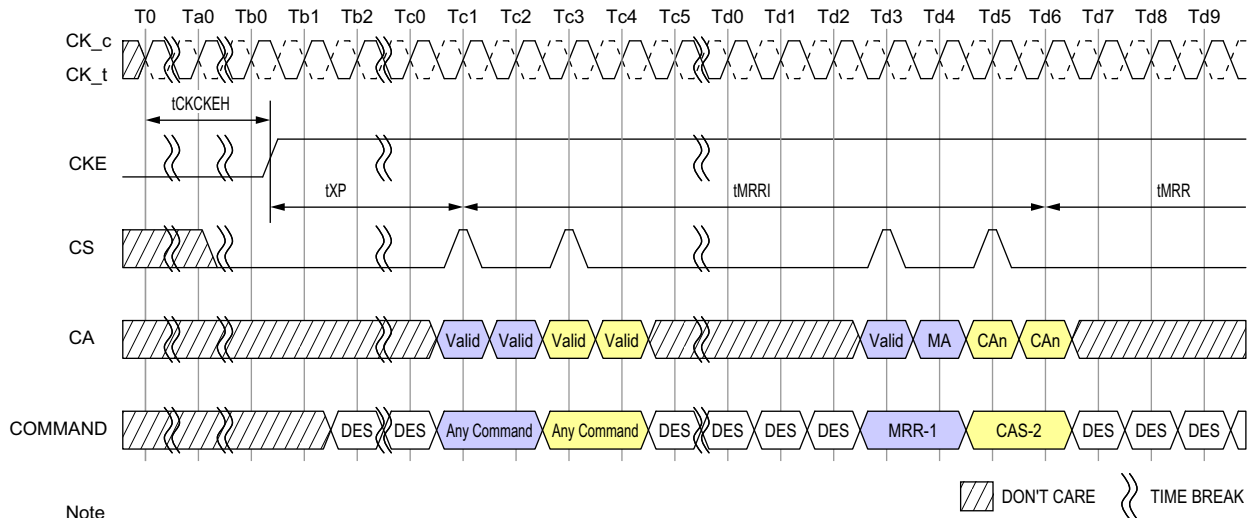 T0 Ta0 Tb0 Tb1 Tb2 Tc0 Tc1 Tc2 Tc3 Tc4 Tc5 Td0 Td1 Td2 Td3 Td4 Td5 Td6 Td7 Td8 Td9
CK_c
CK_t
tCKCKEH
CKE
tXP tMRRI tMRR
CS
CA Valid Valid Valid Valid Valid MA CAn CAn
COMMAND DES DES Any Command Any Command DES DES DES DES MRR-1 CAS-2 DES DES DES
DON'T CARE TIME BREAK
Note